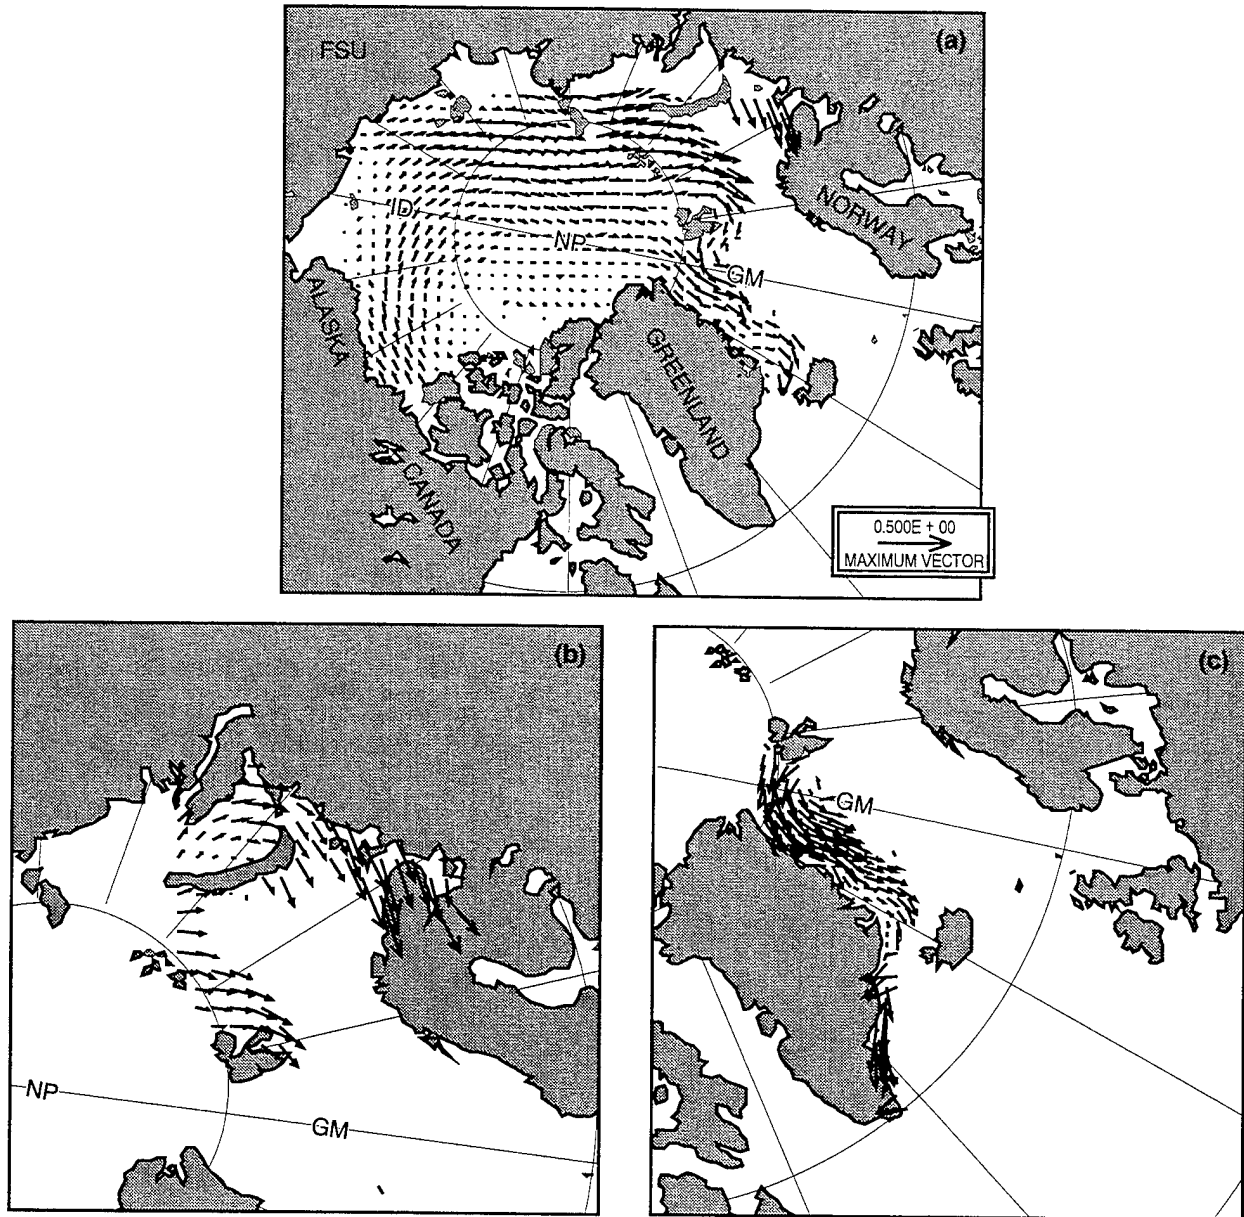 (a)
FSU
ID
NP
GM
NORWAY
ALASKA
GREENLAND
CANADA
0.500E + 00
MAXIMUM VECTOR
(b)
NP
GM
(c)
GM